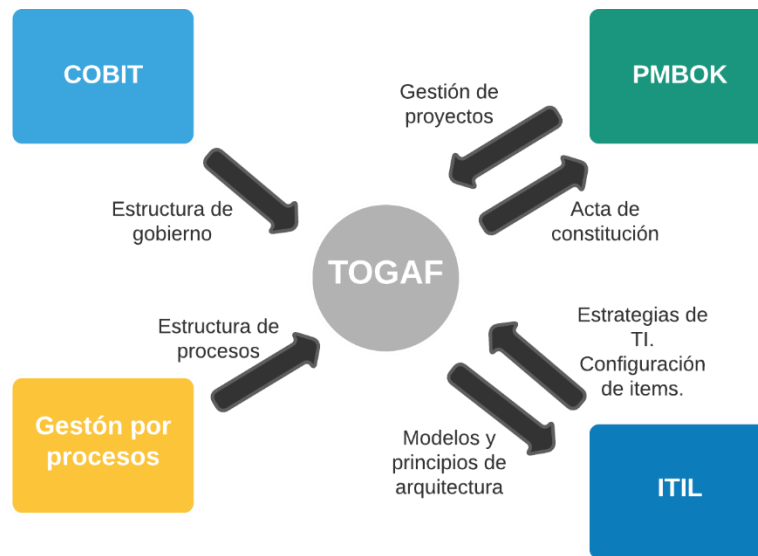 COBIT
PMBOK
Gestión de
proyectos
Estructura de
gobierno
Acta de
constitución
TOGAF
Estructura de
procesos
Estrategias de
TI.
Configuración
de items.
Gestón por
procesos
Modelos y
principios de
arquitectura
ITIL